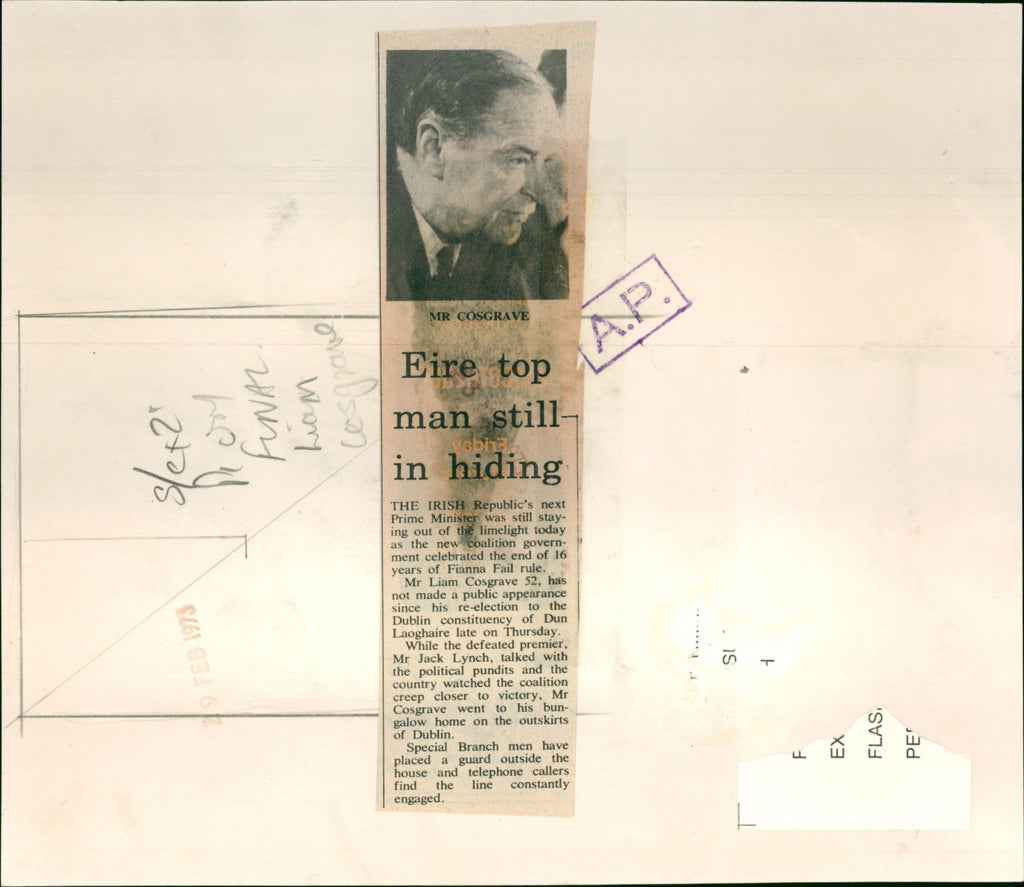 MR COSGRAVE
Eire top
man still
in hiding
THE IRISH Republic's next
Prime Minister was still stay-
ing out of the limelight today
as the new coalition govern-
ment celebrated the end of 16
years of Fianna Fail rule.
Mr Liam Cosgrave 52, has
not made a public appearance
since his re-election to the
Dublin constituency of Dun
Laoghaire late on Thursday.
While the defeated premier,
Mr Jack Lynch, talked with
the political pundits and the
country watched the coalition
creep closer to victory, Mr
Cosgrave went to his bun-
galow home on the outskirts
of Dublin.
Special Branch men have
placed a guard outside the
house and telephone callers
find the line constantly
engaged.
A.P.
FINAL
Liam
Cosgrave
FEB 1973
EX
FLAS
PE